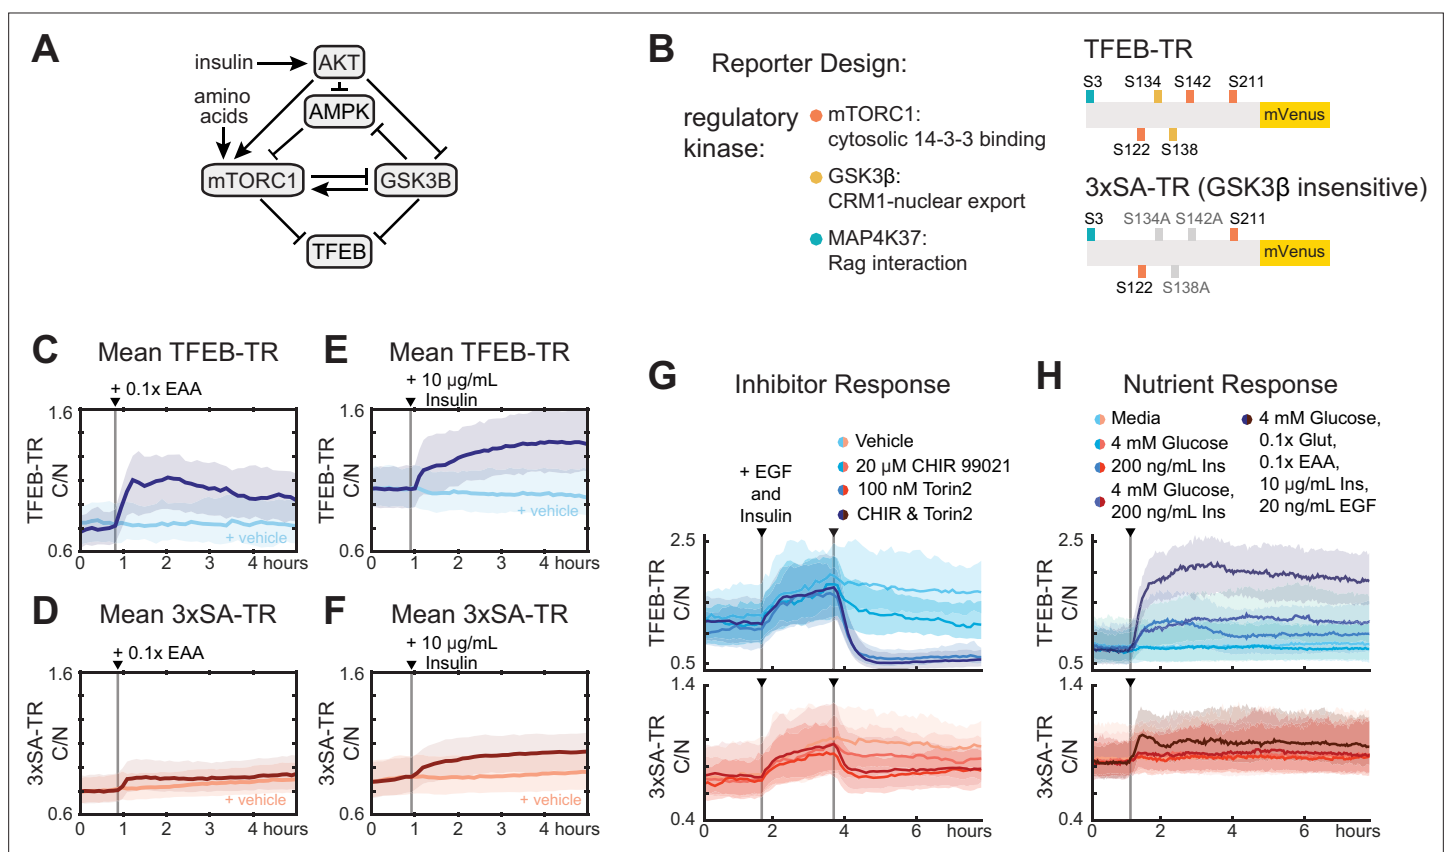 A
insulin
AKT
amino
acids
AMPK
mTORC1
GSK3B
TFEB
B
Reporter Design:
regulatory
kinase:
mTORC1:
cytosolic 14-3-3 binding
GSK3β:
CRM1-nuclear export
MAP4K37:
Rag interaction
TFEB-TR
S3 S134 S142 S211
mVenus
S122 S138
3xSA-TR (GSK3β insensitive)
S3 S134A S142A S211
mVenus
S122 S138A
C Mean TFEB-TR
+ 0.1x EAA
1.6
TFEB-TR
C/N
+ vehicle
0.6
0 1 2 3 4 hours
D Mean 3xSA-TR
+ 0.1x EAA
1.6
3xSA-TR
C/N
+ vehicle
0.6
0 1 2 3 4 hours
E Mean TFEB-TR
+ 10 µg/mL
Insulin
1.6
TFEB-TR
C/N
+ vehicle
0.6
0 1 2 3 4 hours
F Mean 3xSA-TR
+ 10 µg/mL
Insulin
1.6
3xSA-TR
C/N
+ vehicle
0.6
0 1 2 3 4 hours
G Inhibitor Response
Vehicle
20 µM CHIR 99021
100 nM Torin2
CHIR & Torin2
+ EGF
and
Insulin
2.5
TFEB-TR
C/N
0.5
1.4
3xSA-TR
C/N
0.4
0 2 4 6 hours
H Nutrient Response
Media
4 mM Glucose
200 ng/mL Ins
4 mM Glucose,
200 ng/mL Ins
4 mM Glucose,
0.1x Glut,
0.1x EAA,
10 µg/mL Ins,
20 ng/mL EGF
2.5
TFEB-TR
C/N
0.5
1.4
3xSA-TR
C/N
0.4
0 2 4 6 hours